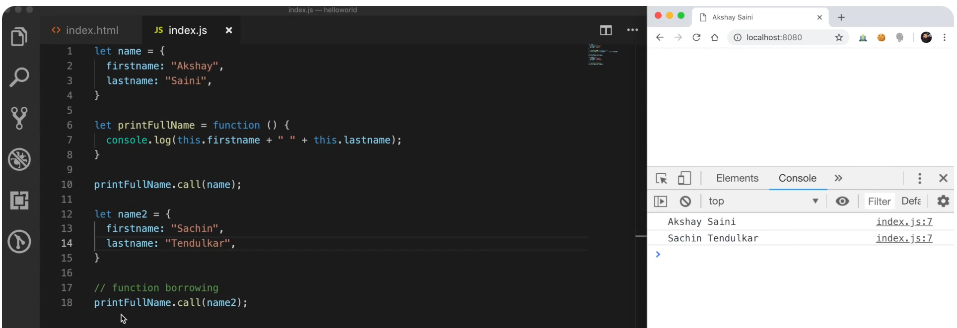 index.js — helloworld
index.html
JS index.js
1 let name = {
2 firstname: "Akshay",
3 lastname: "Saini",
4 }
5
6 let printFullName = function () {
7 console.log(this.firstname + " " + this.lastname);
8 }
9
10 printFullName.call(name);
11
12 let name2 = {
13 firstname: "Sachin",
14 lastname: "Tendulkar",
15 }
16
17 // function borrowing
18 printFullName.call(name2);
Akshay Saini
localhost:8080
Elements Console
top Filter Defa
Akshay Saini index.js:7
Sachin Tendulkar index.js:7